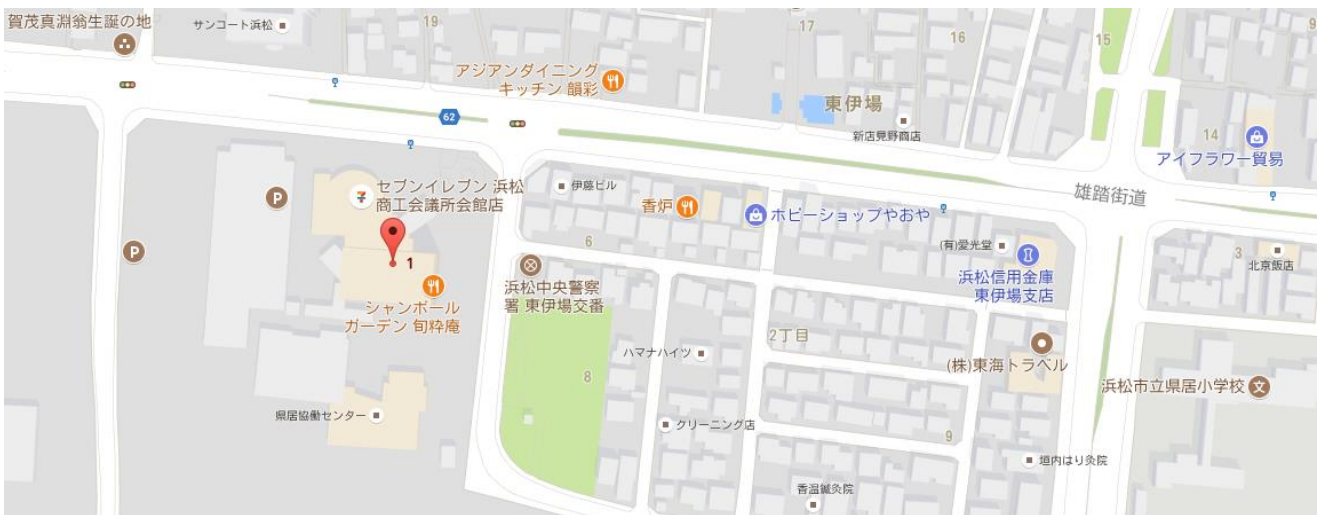 賀茂真淵翁生誕の地
サンコート浜松
19
17
16
15
9
アジアンダイニング
キッチン 韻彩
東伊場
62
新店見野商店
14
アイフラワー貿易
セブンイレブン 浜松
商工会議所会館店
伊藤ビル
香炉
ホビーショップやおや
雄踏街道
P
P
1
6
(有)愛光堂
浜松信用金庫
東伊場支店
3
北京飯店
浜松中央警察
署 東伊場交番
シャンボール
ガーデン 旬粋庵
2丁目
ハマナハイツ
8
(株)東海トラベル
浜松市立県居小学校
文
県居協働センター
クリーニング店
9
垣内はり灸院
香温鍼灸院